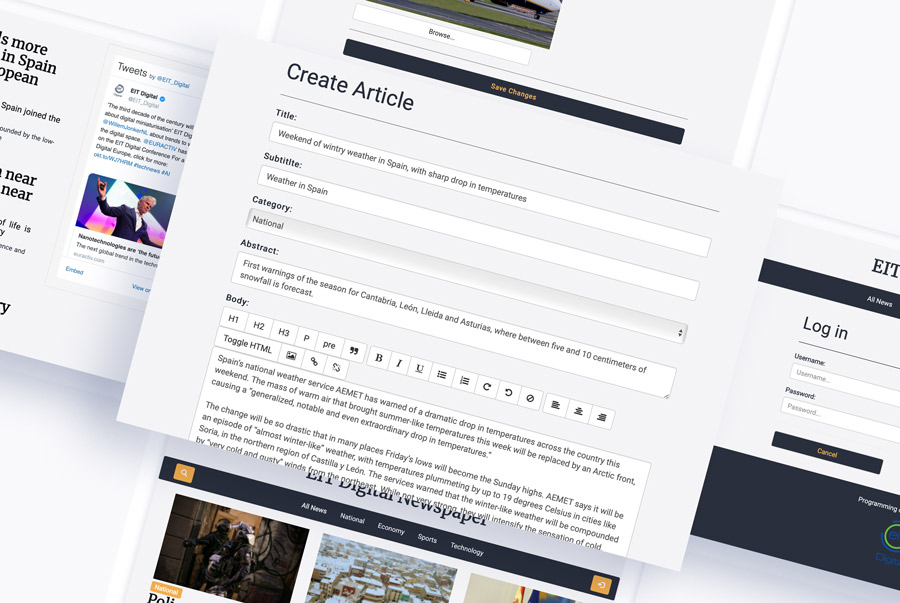 Browse...
Save Changes
ls more
in Spain
opean
Spain joined the
ounded by the low-
n near
near
of life is
ence and
ry
Tweets by @EIT_Digital
EIT Digital
@EIT_Digital
'The third decade of the century will
about digital miniaturisation' EIT Digi
@WillemJonkerNL about trends to w
the digital space. @EURACTIV has
on the EIT Digital Conference For a
Digital Europe, click for more:
okt.to/WJ7HRM #technews #AI
Nanotechnologies are 'the futu
The next global trend in the techn
euractiv.com
Embed
View on
Create Article
Title:
Weekend of wintry weather in Spain, with sharp drop in temperatures
Subtitlte:
Weather in Spain
Category:
National
Abstract:
First warnings of the season for Cantabria, León, Lleida and Asturias, where between five and 10 centimeters of
snowfall is forecast.
Body:
H1 H2 H3 P pre B I U
Toggle HTML
Spain's national weather service AEMET has warned of a dramatic drop in temperatures across the country this
weekend. The mass of warm air that brought summer-like temperatures this week will be replaced by an Arctic front,
causing a "generalized, notable and even extraordinary drop in temperatures."
The change will be so drastic that in many places Friday's lows will become the Sunday highs. AEMET says it will be
an episode of "almost winter-like" weather, with temperatures plummeting by up to 19 degrees Celsius in cities like
Soria, in the northern region of Castilla y León. The services warned that the winter-like weather will be compounded
by "very cold and gusty" winds from the northeast. While not very strong, they will intensify the sensation of cold
EIT
All News
Log in
Username:
Username...
Password:
Password...
Cancel
Programming
EIT Digital Newspaper
All News National Economy Sports Technology
National
Poli